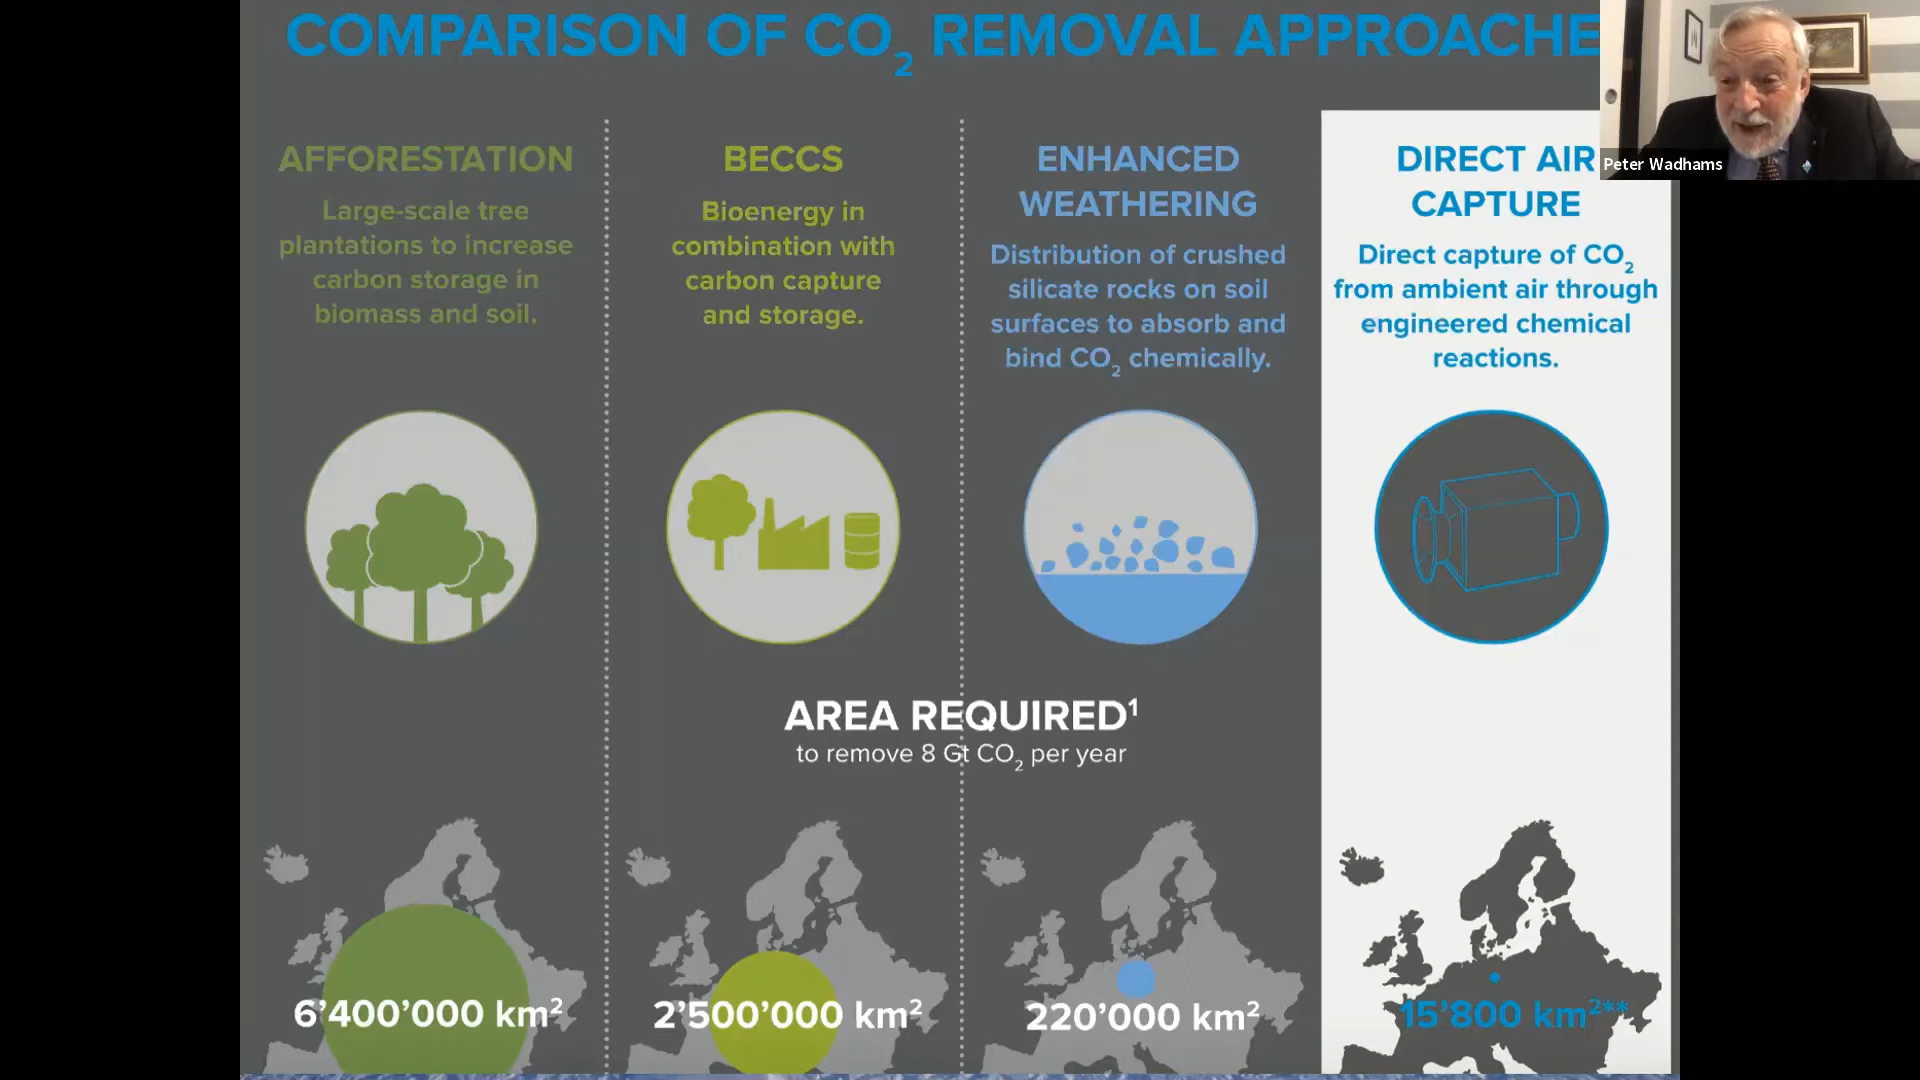 COMPARISON OF CO₂ REMOVAL APPROACHE
Peter Wadhams
AFFORESTATION
Large-scale tree
plantations to increase
carbon storage in
biomass and soil.
BECCS
Bioenergy in
combination with
carbon capture
and storage.
ENHANCED
WEATHERING
Distribution of crushed
silicate rocks on soil
surfaces to absorb and
bind CO₂ chemically.
DIRECT AIR
CAPTURE
Direct capture of CO₂
from ambient air through
engineered chemical
reactions.
AREA REQUIRED¹
to remove 8 Gt CO₂ per year
6’400’000 km²
2’500’000 km²
220’000 km²
15’800 km²**